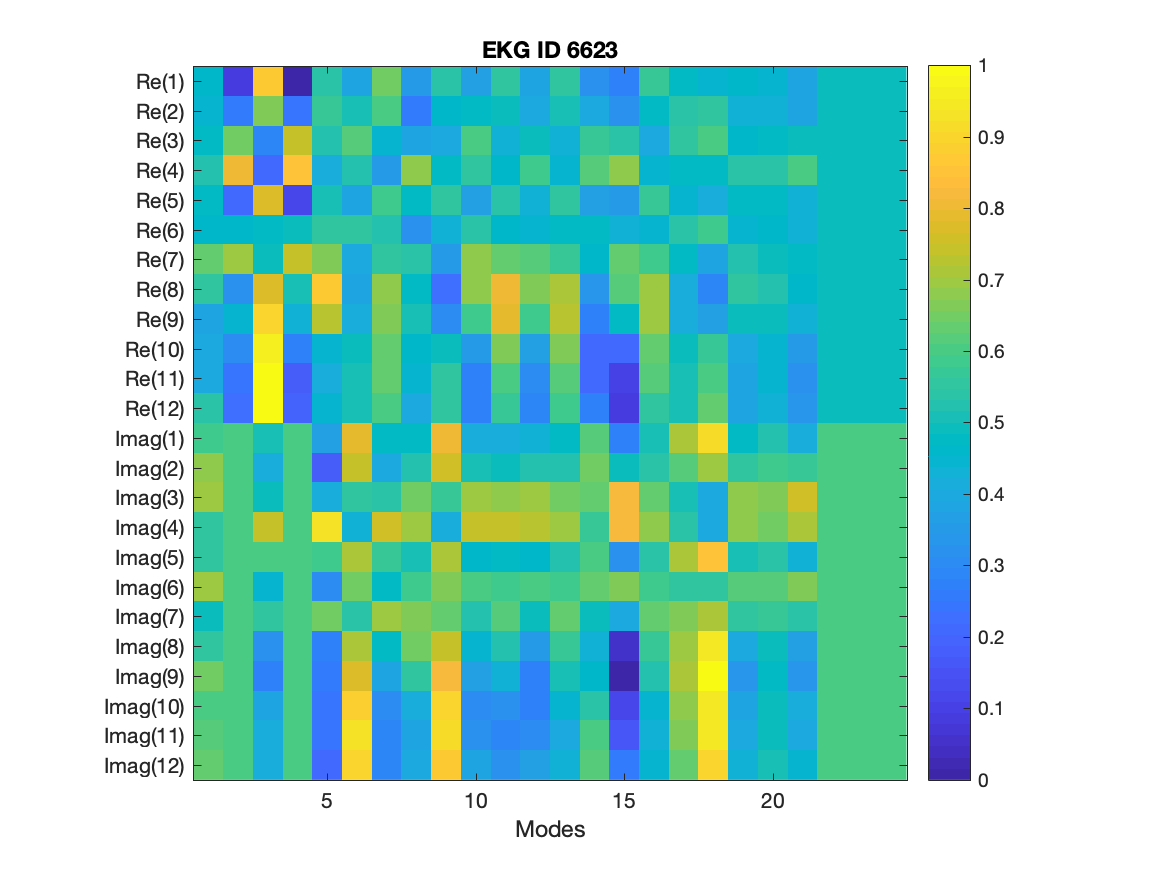 EKG ID 6623
Re(1)
Re(2)
Re(3)
Re(4)
Re(5)
Re(6)
Re(7)
Re(8)
Re(9)
Re(10)
Re(11)
Re(12)
Imag(1)
Imag(2)
Imag(3)
Imag(4)
Imag(5)
Imag(6)
Imag(7)
Imag(8)
Imag(9)
Imag(10)
Imag(11)
Imag(12)
5 10 15 20
Modes
1
0.9
0.8
0.7
0.6
0.5
0.4
0.3
0.2
0.1
0